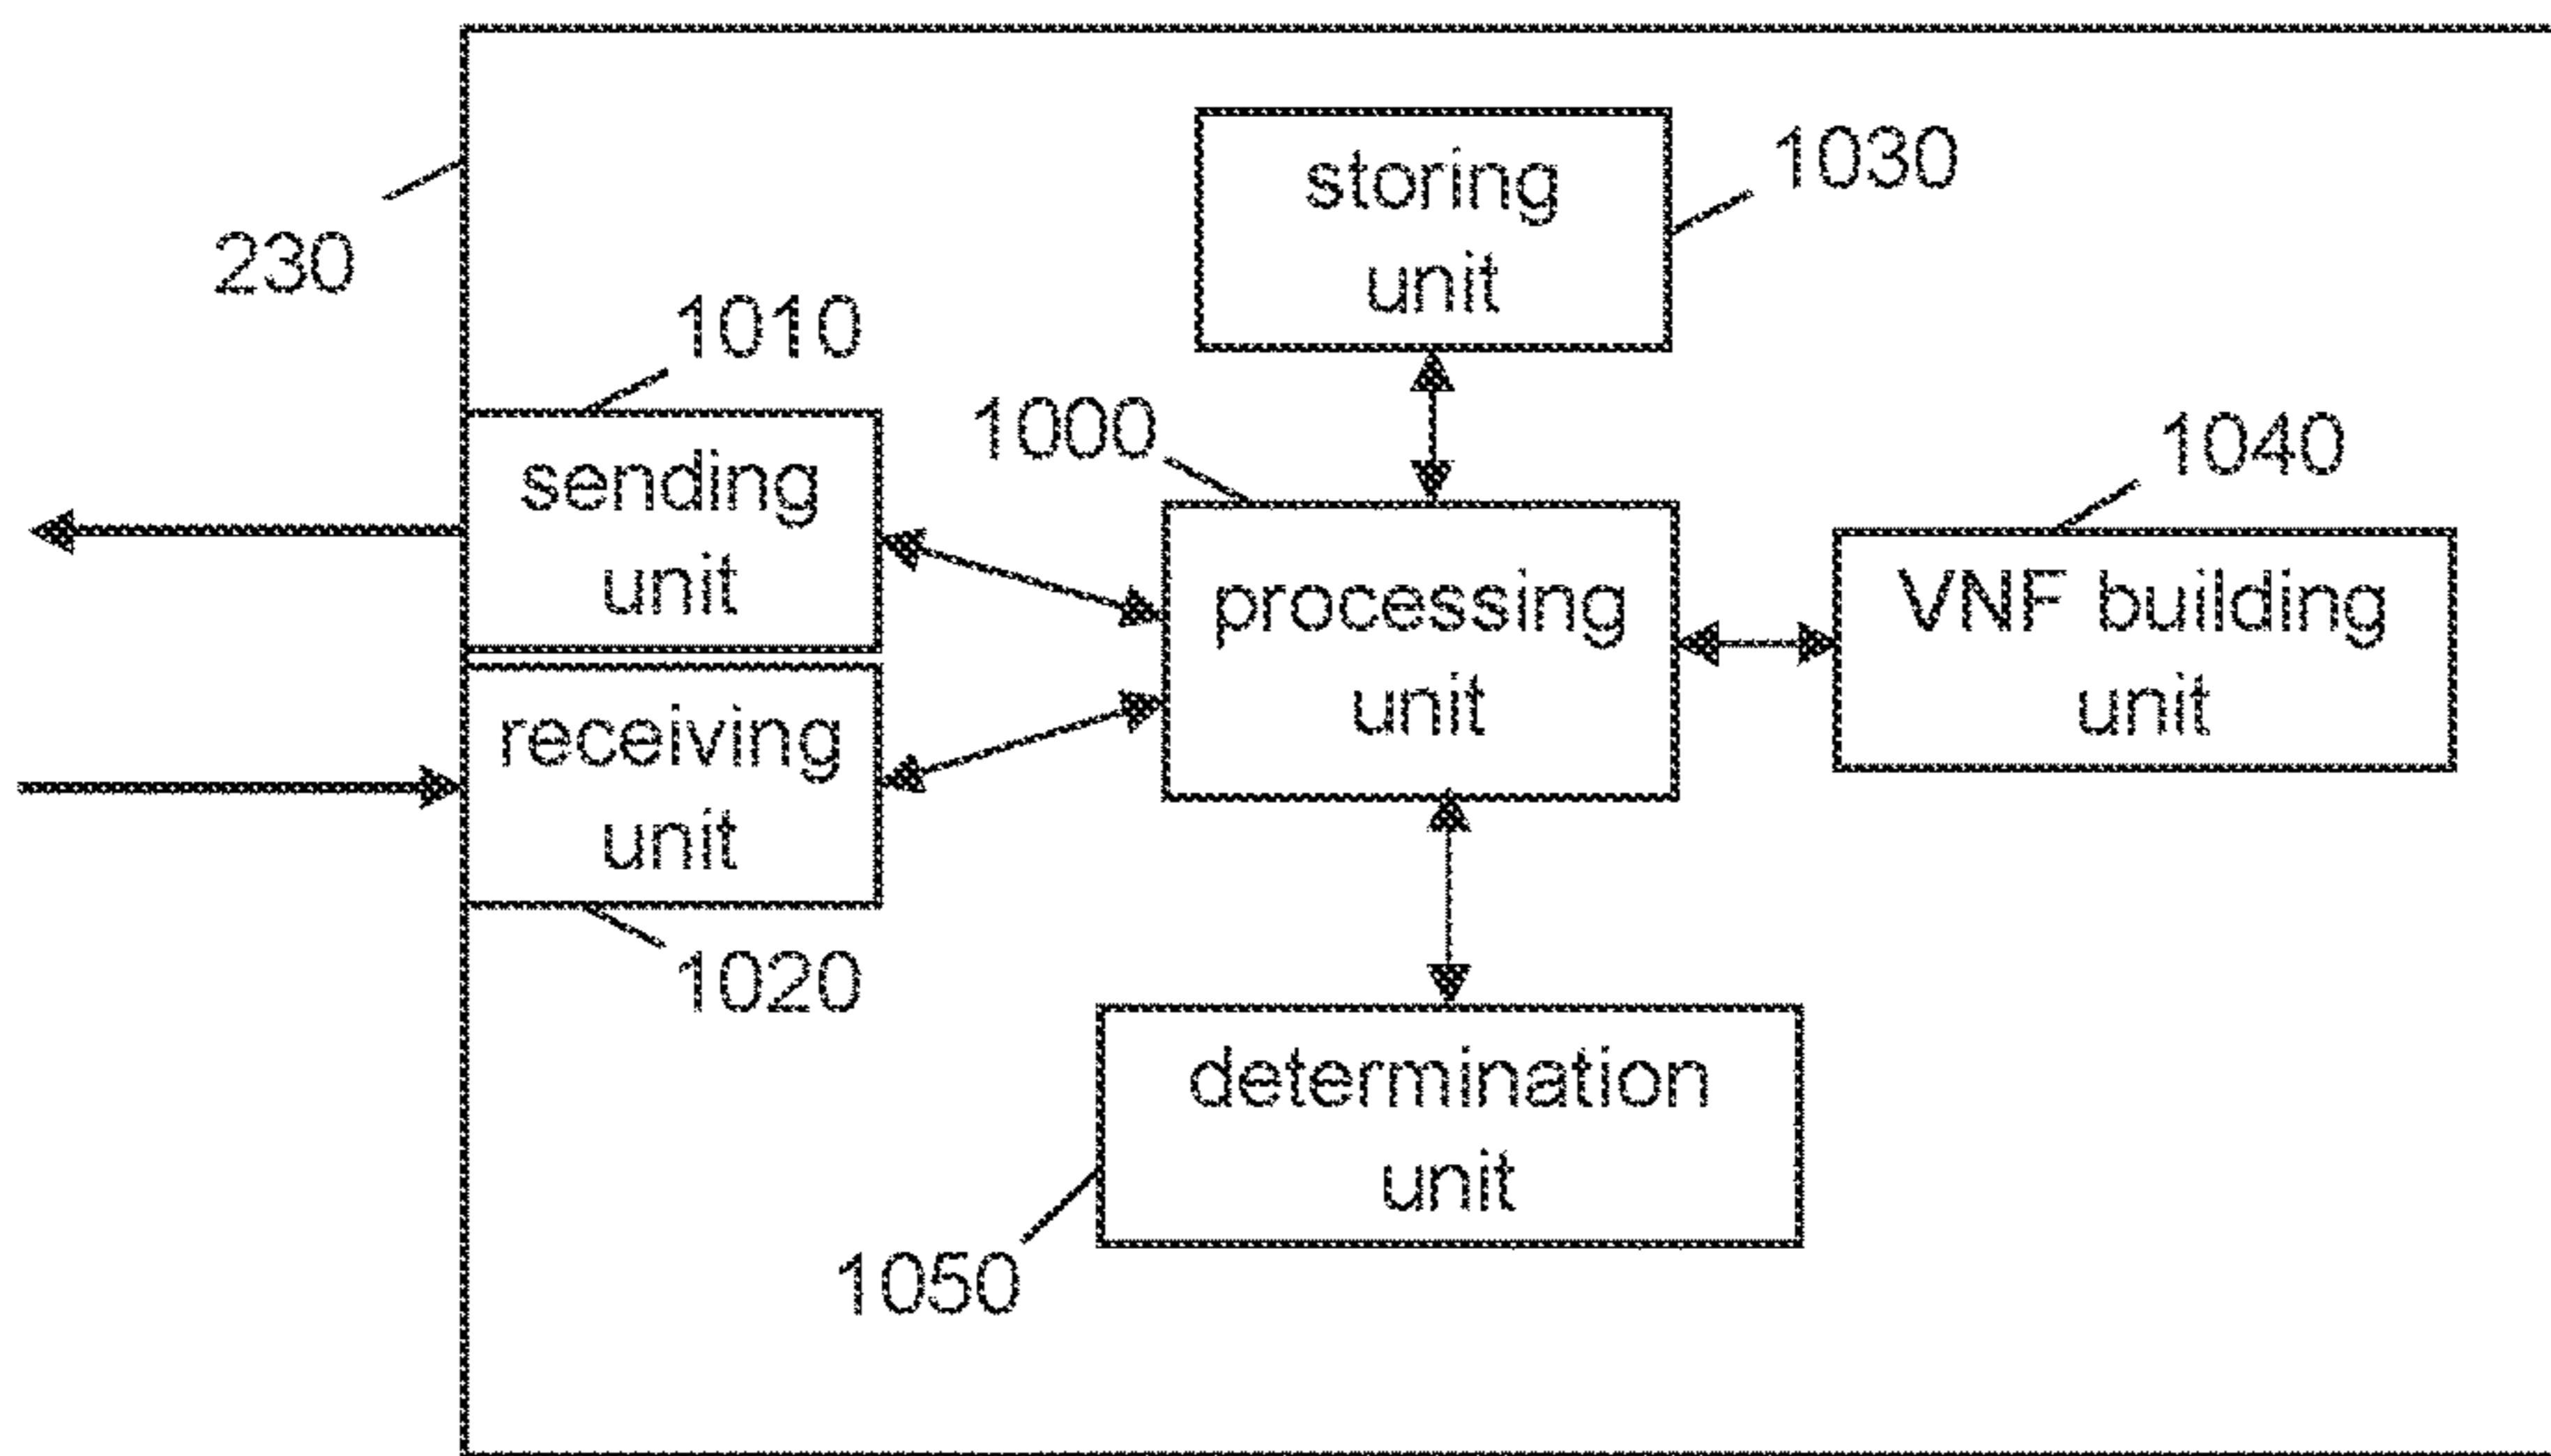 storing
unit
1030
230
1010
sending
unit
1000
processing
unit
1040
VNF building
unit
receiving
unit
1020
determination
unit
1050